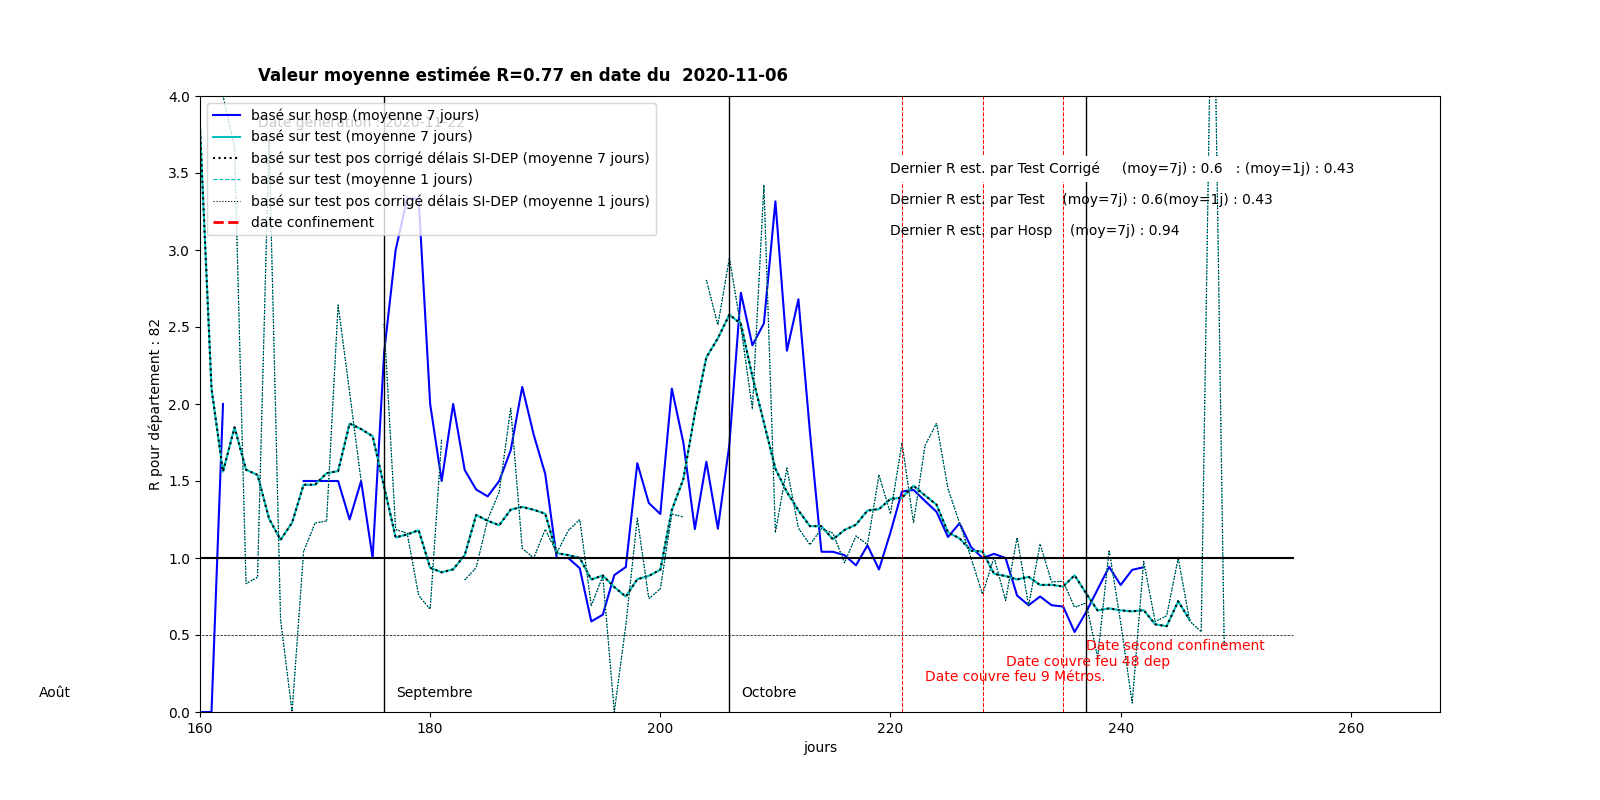 Valeur moyenne estimée R=0.77 en date du  2020-11-06
Date génération : 2020-11-22
basé sur hosp (moyenne 7 jours)
basé sur test (moyenne 7 jours)
basé sur test pos corrigé délais SI-DEP (moyenne 7 jours)
basé sur test (moyenne 1 jours)
basé sur test pos corrigé délais SI-DEP (moyenne 1 jours)
date confinement
Dernier R est. par Test Corrigé (moy=7j) : 0.6 : (moy=1j) : 0.43
Dernier R est. par Test (moy=7j) : 0.6(moy=1j) : 0.43
Dernier R est. par Hosp (moy=7j) : 0.94
4.0
3.5
3.0
2.5
2.0
1.5
1.0
0.5
0.0
R pour département : 82
Date second confinement
Date couvre feu 48 dep
Date couvre feu 9 Métros.
Août
Septembre
Octobre
160
180
200
220
240
260
jours